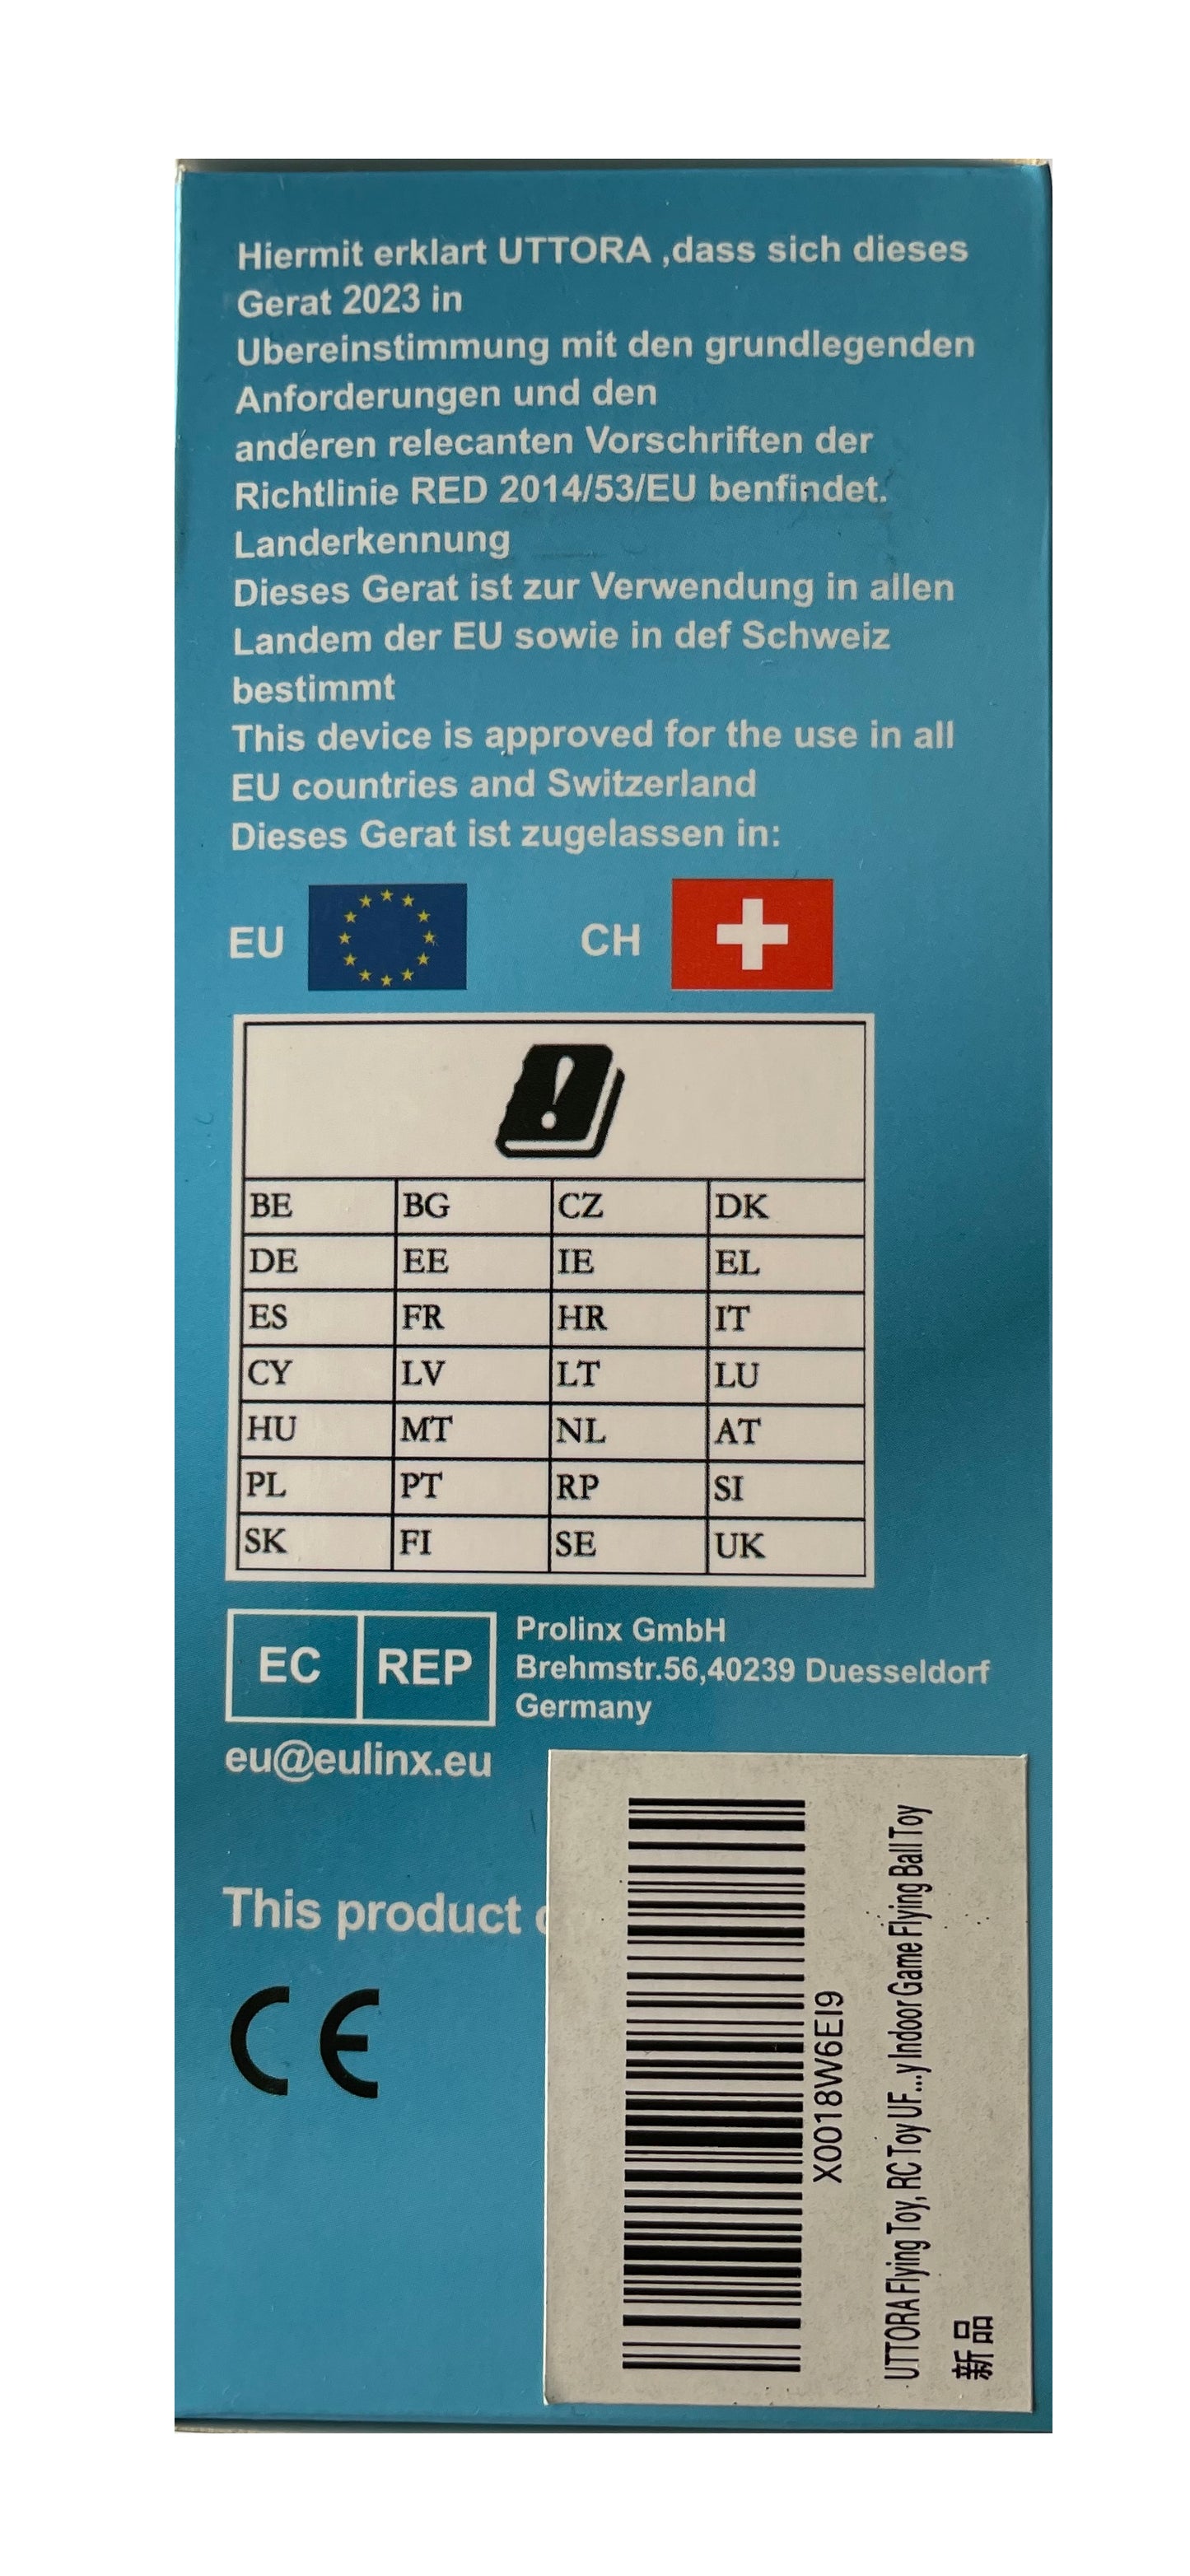 Hiermit erklart UTTORA ,dass sich dieses
Gerat 2023 in
Ubereinstimmung mit den grundlegenden
Anforderungen und den
anderen relecanten Vorschriften der
Richtlinie RED 2014/53/EU benfindet.
Landerkennung
Dieses Gerat ist zur Verwendung in allen
Landem der EU sowie in def Schweiz
bestimmt
This device is approved for the use in all
EU countries and Switzerland
Dieses Gerat ist zugelassen in:
EU CH
!
BE BG CZ DK
DE EE IE EL
ES FR HR IT
CY LV LT LU
HU MT NL AT
PL PT RP SI
SK FI SE UK
EC REP
Prolinx GmbH
Brehmstr.56,40239 Duesseldorf
Germany
eu@eulinx.eu
This product
CE
X0018W6EI9
UTTORA Flying Toy, RC Toy UF...y Indoor Game Flying Ball Toy
新品